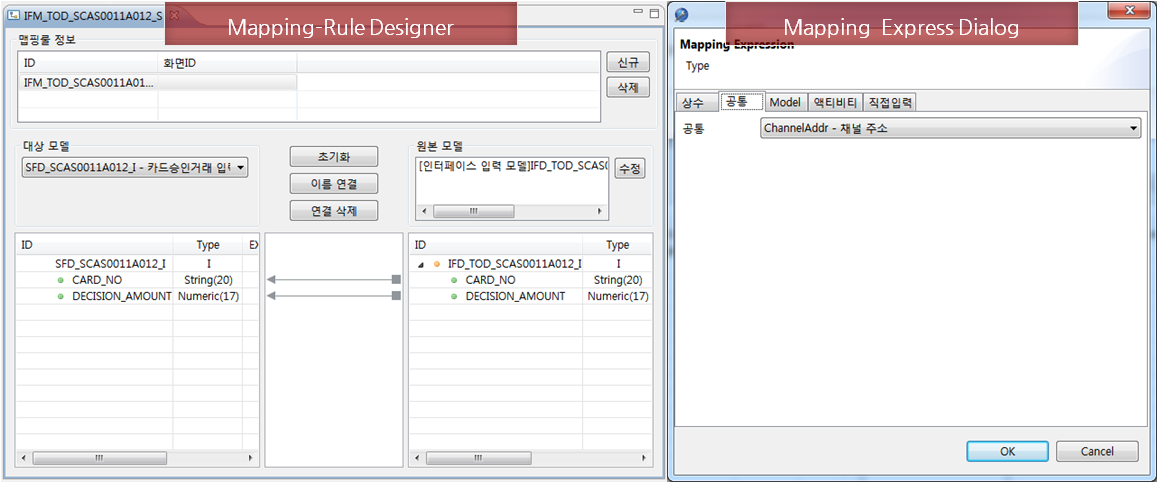 IFM_TOD_SCAS0011A012_S
Mapping-Rule Designer
맵핑룰 정보
ID 화면ID
IFM_TOD_SCAS0011A01...
신규
삭제
대상 모델
SFD_SCAS0011A012_I - 카드승인거래 입력
초기화
이름 연결
연결 삭제
원본 모델
[인터페이스 입력 모델]IFD_TOD_SCAS0
수정
ID Type EX
SFD_SCAS0011A012_I I
CARD_NO String(20)
DECISION_AMOUNT Numeric(17)
ID Type
IFD_TOD_SCAS0011A012_I I
CARD_NO String(20)
DECISION_AMOUNT Numeric(17)
Mapping Express Dialog
Mapping Expression
Type
상수 공통 Model 액티비티 직접입력
공통 ChannelAddr - 채널 주소
OK Cancel